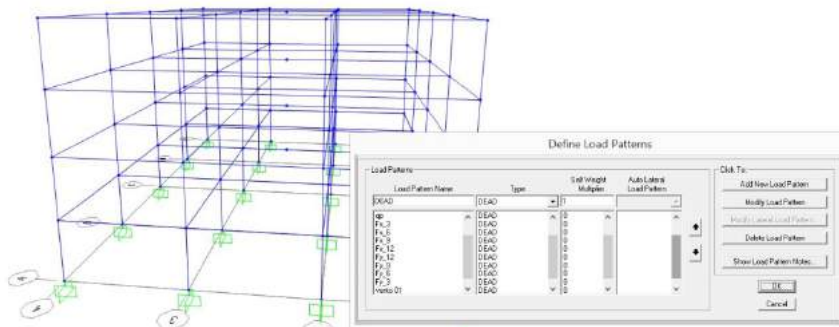 Define Load Patterns
Load Patterns
Click To:
Load Pattern Name
Type
Self Weight Multiplier
Auto Lateral Load Pattern
DEAD DEAD 1
qp DEAD 0
Fx_3 DEAD 0
Fx_6 DEAD 0
Fx_9 DEAD 0
Fx_12 DEAD 0
Fy_12 DEAD 0
Fy_9 DEAD 0
Fy_6 DEAD 0
Fy_3 DEAD 0
vento 01 DEAD 0
Add New Load Pattern
Modify Load Pattern
Modify Lateral Load Pattern...
Delete Load Pattern
Show Load Pattern Notes...
OK
Cancel